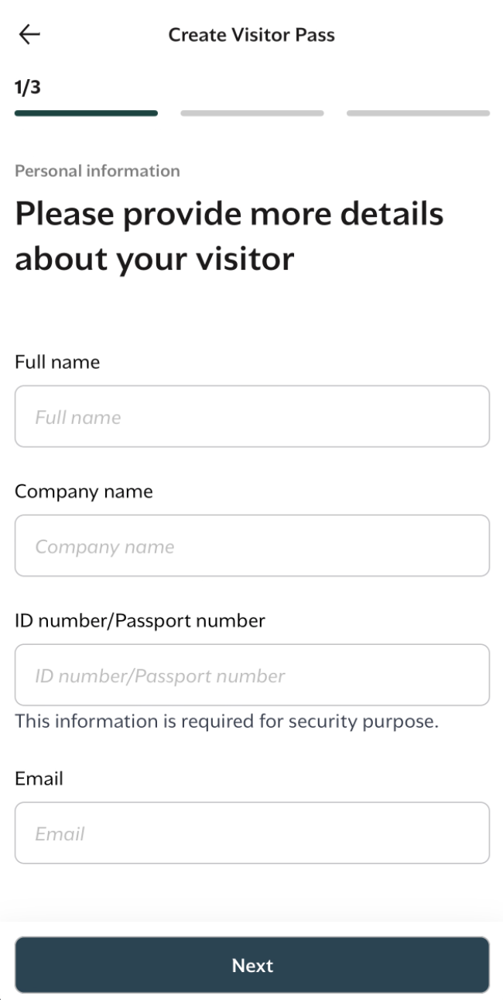 Create Visitor Pass
1/3
Personal information
Please provide more details
about your visitor
Full name
Full name
Company name
Company name
ID number/Passport number
ID number/Passport number
This information is required for security purpose.
Email
Email
Next